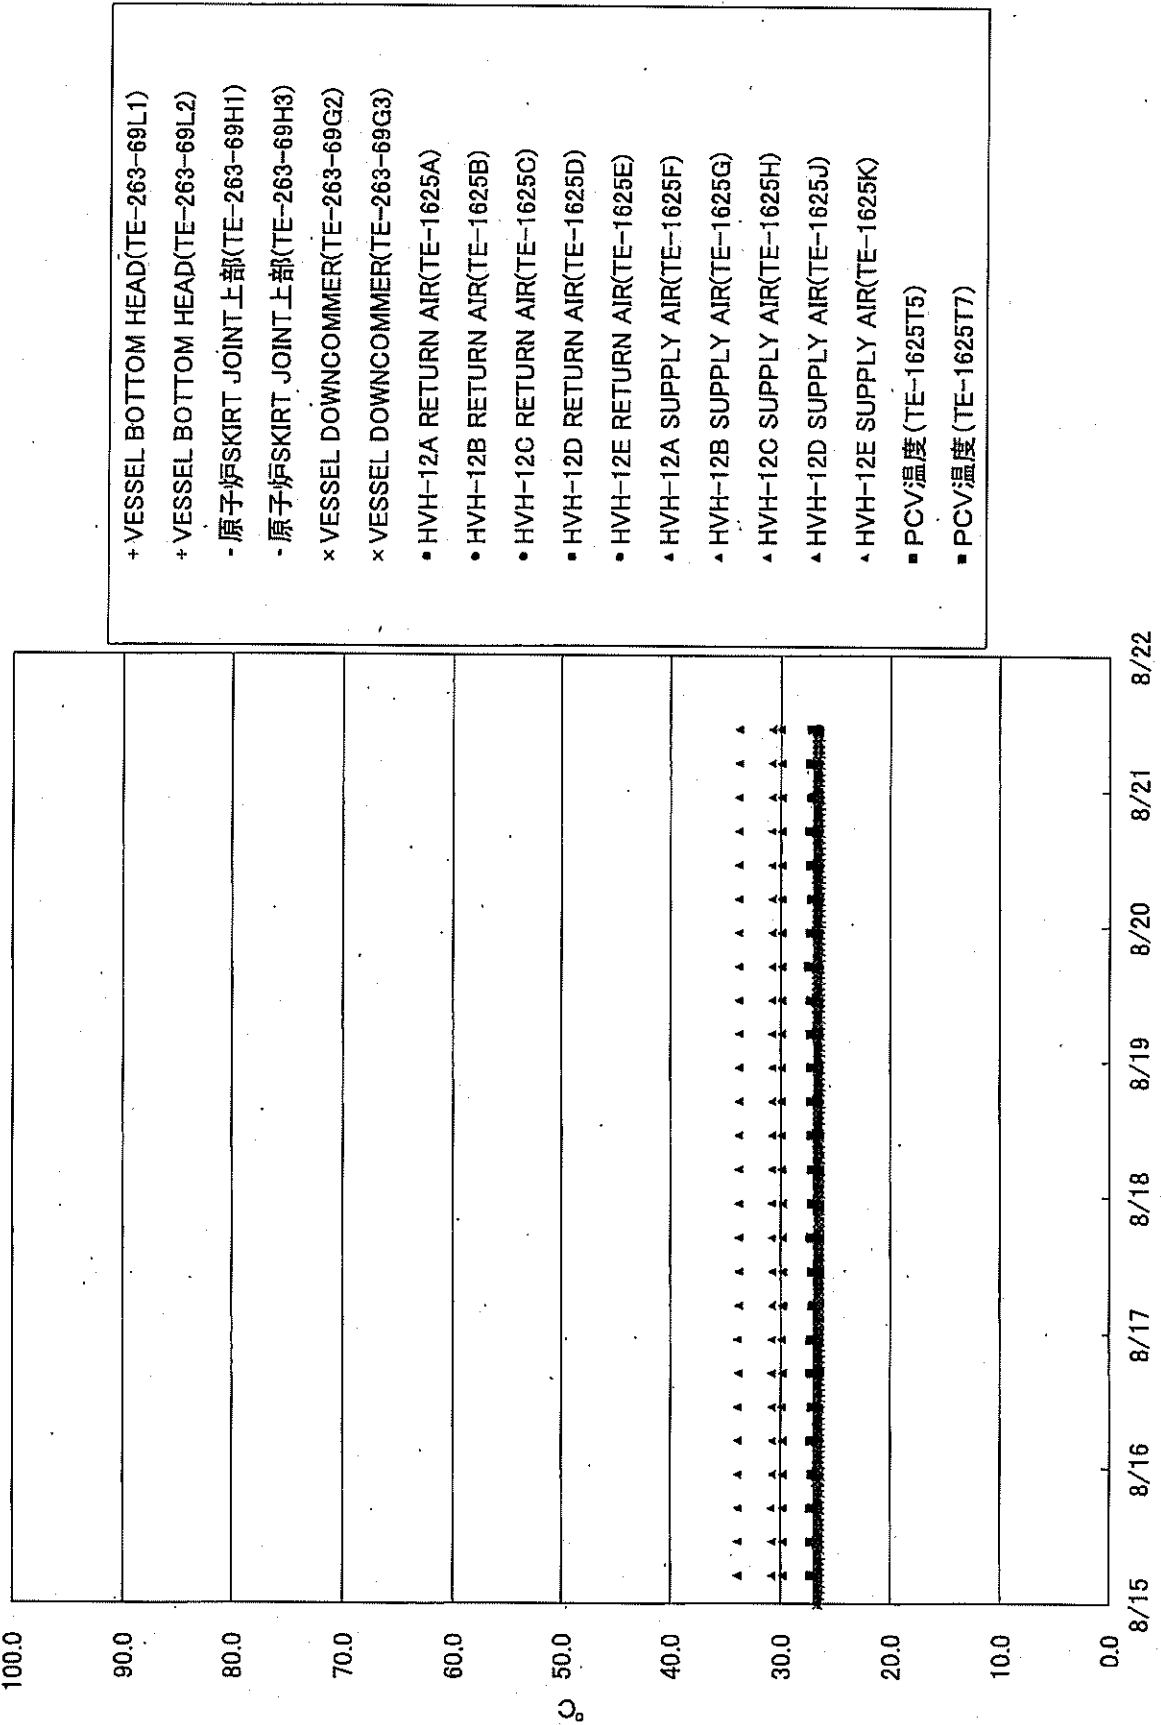 100.0
90.0
80.0
70.0
60.0
50.0
40.0
30.0
20.0
10.0
0.0
℃
8/15
8/16
8/17
8/18
8/19
8/20
8/21
8/22
+ VESSEL BOTTOM HEAD(TE-263-69L1)
+ VESSEL BOTTOM HEAD(TE-263-69L2)
- 原子炉SKIRT JOINT上部(TE-263-69H1)
- 原子炉SKIRT JOINT上部(TE-263-69H3)
× VESSEL DOWNCOMMER(TE-263-69G2)
× VESSEL DOWNCOMMER(TE-263-69G3)
● HVH-12A RETURN AIR(TE-1625A)
● HVH-12B RETURN AIR(TE-1625B)
● HVH-12C RETURN AIR(TE-1625C)
● HVH-12D RETURN AIR(TE-1625D)
● HVH-12E RETURN AIR(TE-1625E)
▲ HVH-12A SUPPLY AIR(TE-1625F)
▲ HVH-12B SUPPLY AIR(TE-1625G)
▲ HVH-12C SUPPLY AIR(TE-1625H)
▲ HVH-12D SUPPLY AIR(TE-1625J)
▲ HVH-12E SUPPLY AIR(TE-1625K)
■ PCV温度(TE-1625T5)
■ PCV温度(TE-1625T7)